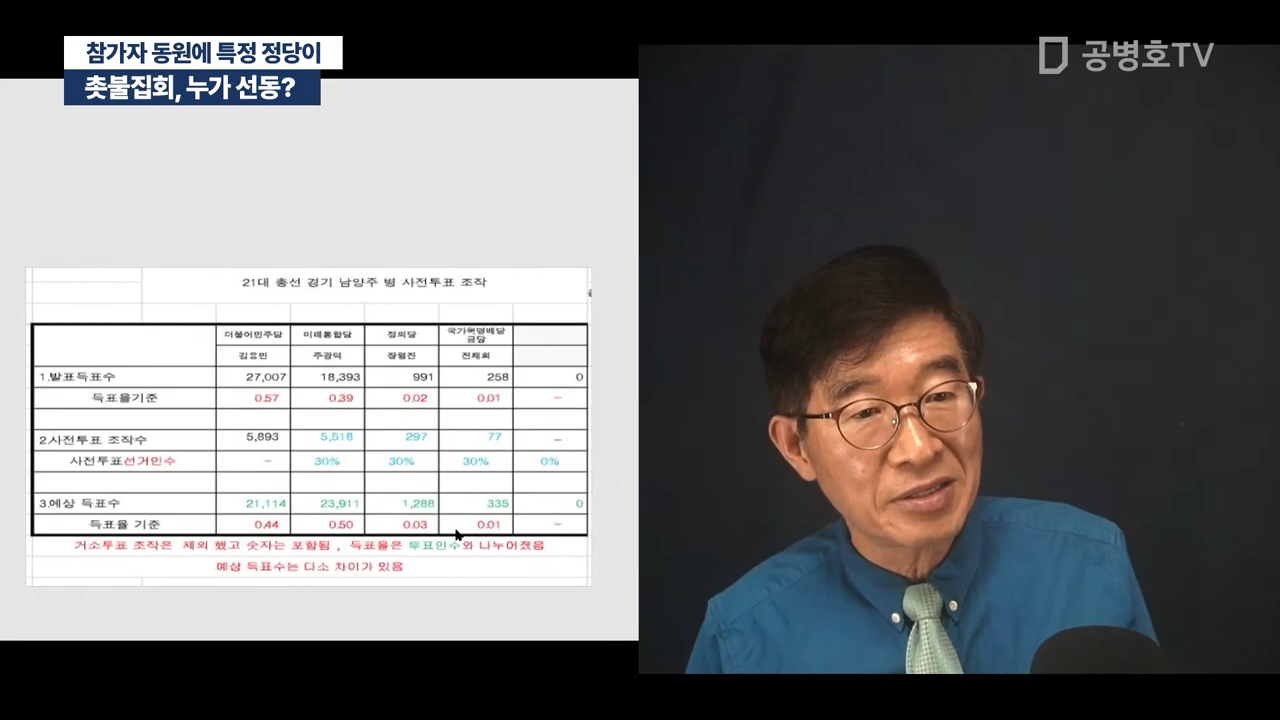 참가자 동원에 특정 정당이
촛불집회, 누가 선동?
공병호TV
21대 총선 경기 남양주 병 사전투표 조작
더불어민주당 미래통합당 정의당 국가혁명배당금당
김용민 주광덕 장형진 전채희
1.발표득표수 27,007 18,393 991 258 0
득표율기준 0.57 0.39 0.02 0.01 –
2.사전투표 조작수 5,893 5,518 297 77 –
사전투표선거인수 – 30% 30% 30% 0%
3.예상 득표수 21,114 23,911 1,288 335 0
득표율 기준 0.44 0.50 0.03 0.01 –
거소투표 조작은 제외 했고 숫자는 포함됨 , 득표율은 투표인수와 나누어졌음
예상 득표수는 다소 차이가 있음